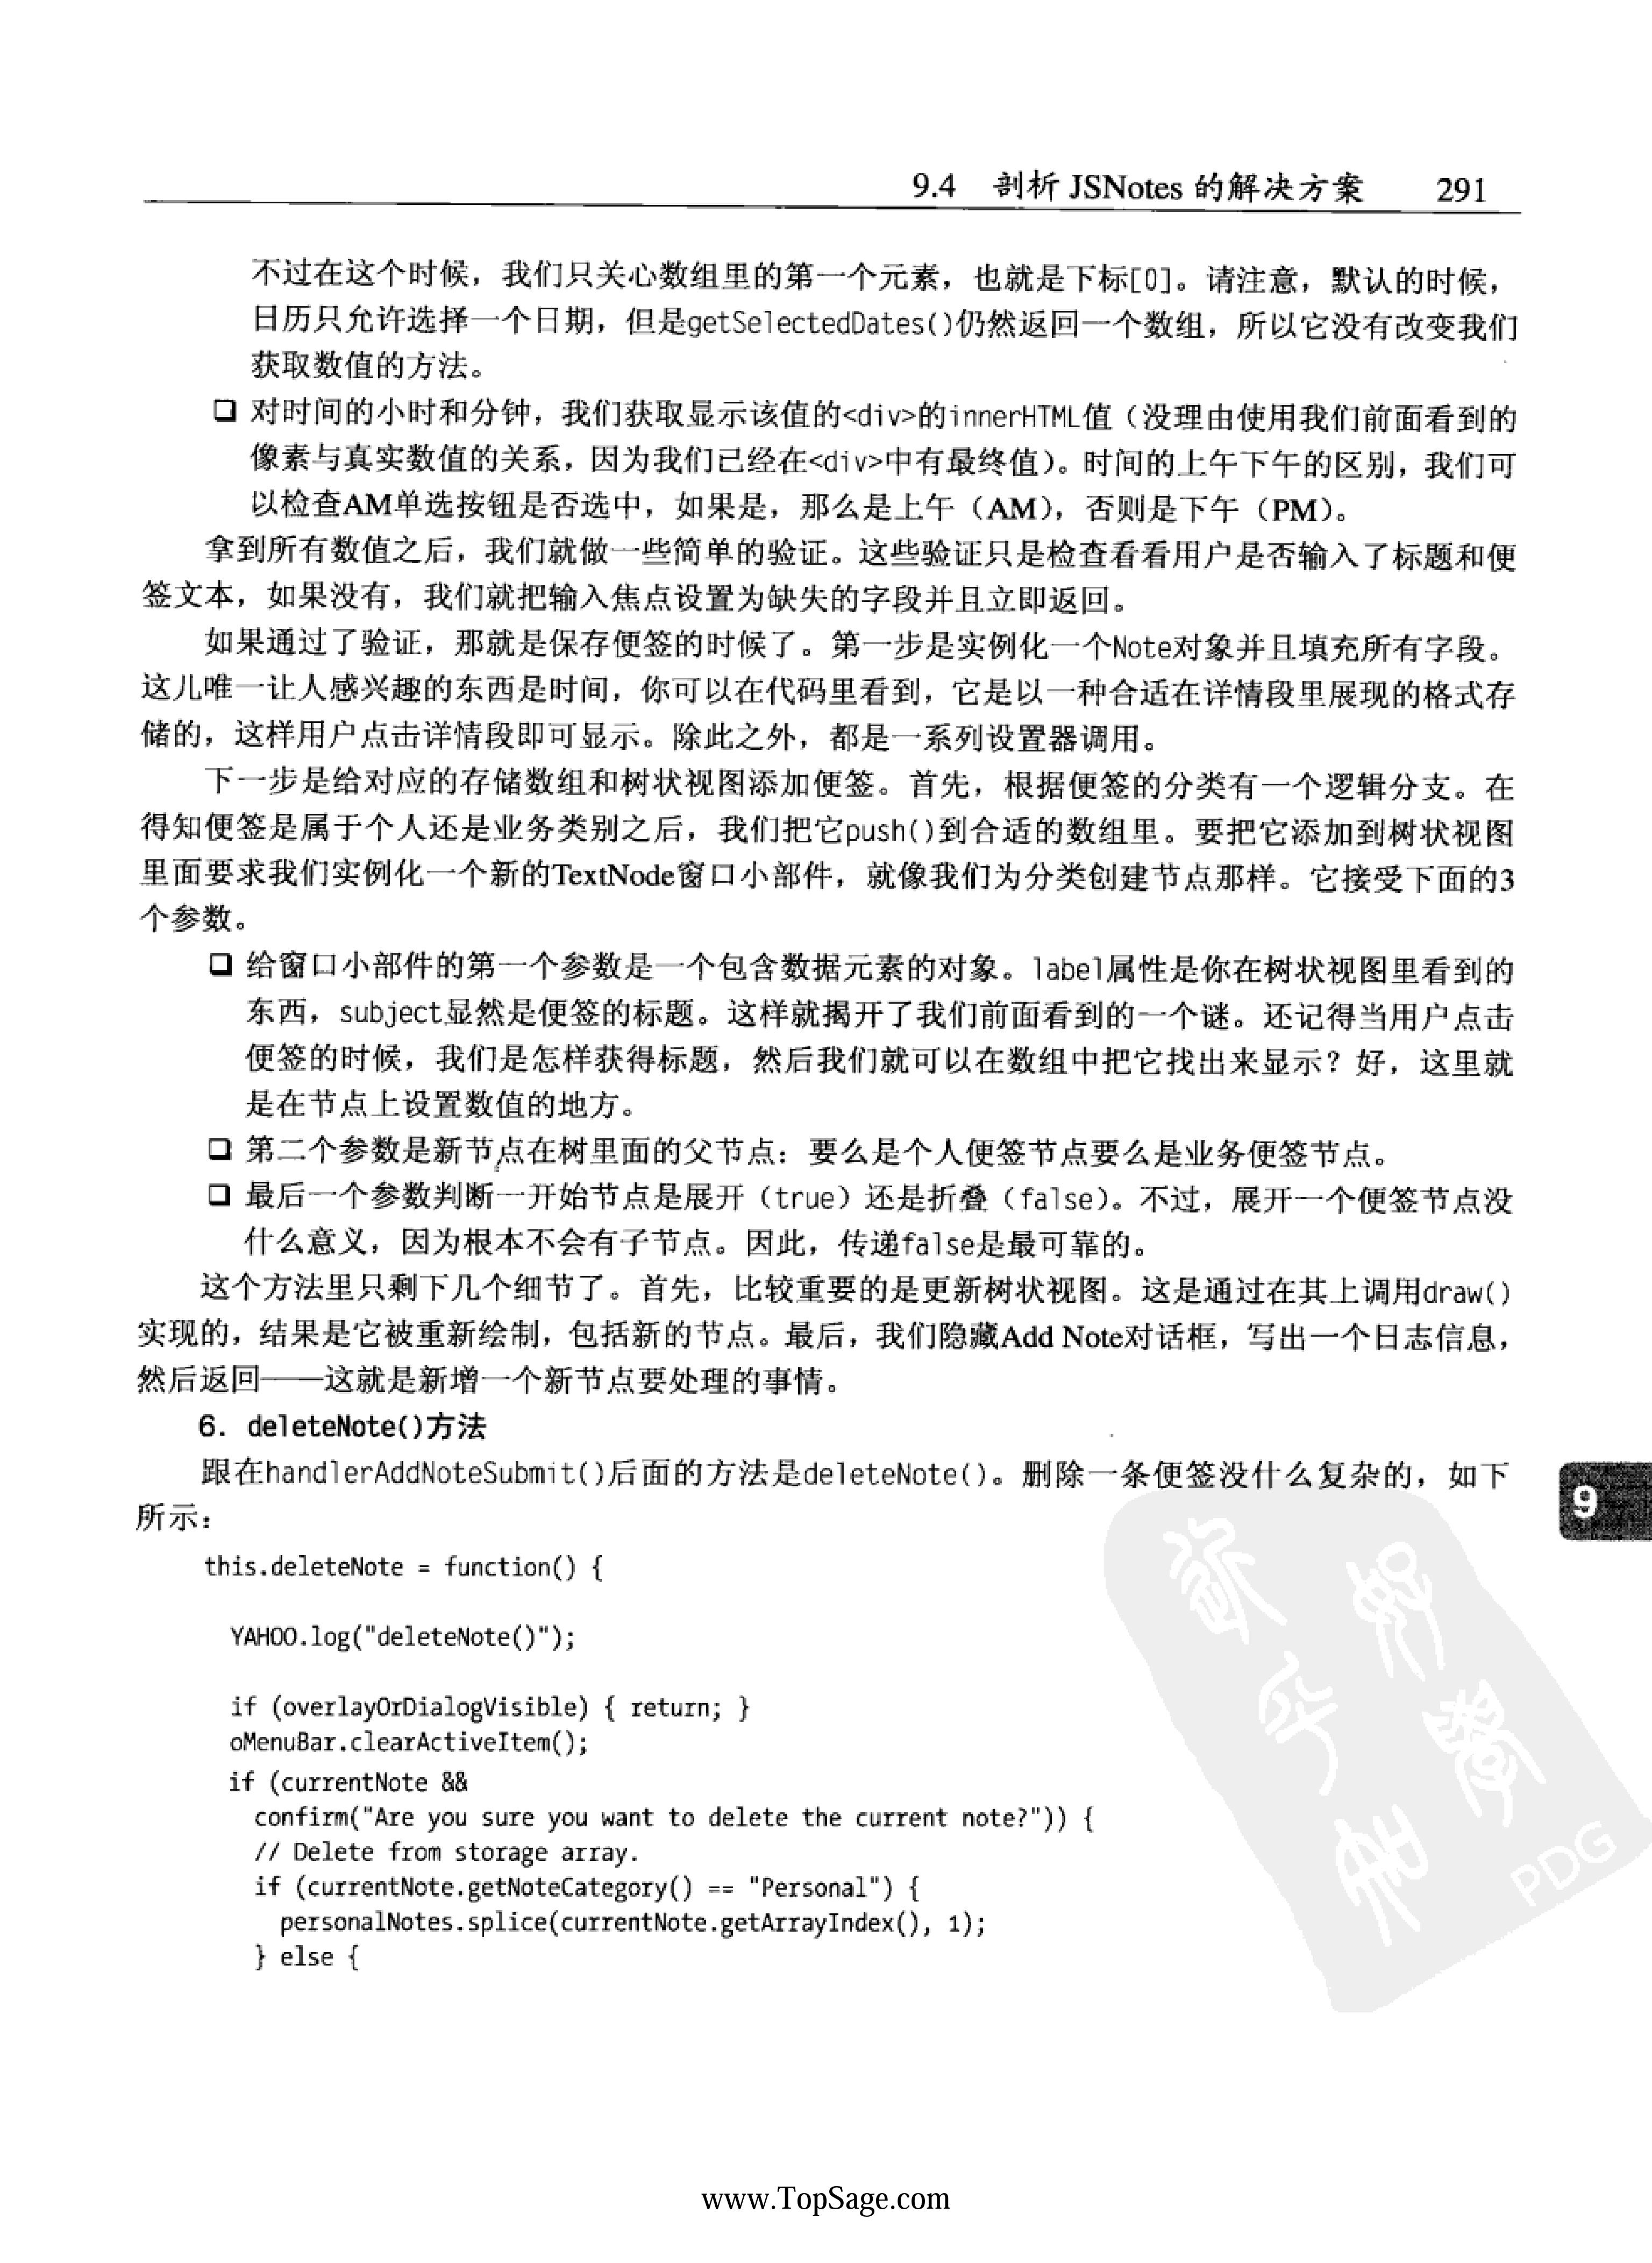 9.4 剖析 JSNotes 的解决方案 291
不过在这个时候，我们只关心数组里的第一个元素，也就是下标[0]。请注意，默认的时候，
日历只允许选择一个日期，但是getSelectedDates()仍然返回一个数组，所以它没有改变我们
获取数值的方法。
❑ 对时间的小时和分钟，我们获取显示该值的<div>的innerHTML值（没理由使用我们前面看到的
像素与真实数值的关系，因为我们已经在<div>中有最终值）。时间的上午下午的区别，我们可
以检查AM单选按钮是否选中，如果是，那么是上午（AM），否则是下午（PM）。
拿到所有数值之后，我们就做一些简单的验证。这些验证只是检查看看用户是否输入了标题和便
签文本，如果没有，我们就把输入焦点设置为缺失的字段并且立即返回。
如果通过了验证，那就是保存便签的时候了。第一步是实例化一个Note对象并且填充所有字段。
这儿唯一让人感兴趣的东西是时间，你可以在代码里看到，它是以一种合适在详情段里展现的格式存
储的，这样用户点击详情段即可显示。除此之外，都是一系列设置器调用。
下一步是给对应的存储数组和树状视图添加便签。首先，根据便签的分类有一个逻辑分支。在
得知便签是属于个人还是业务类别之后，我们把它push()到合适的数组里。要把它添加到树状视图
里面要求我们实例化一个新的TextNode窗口小部件，就像我们为分类创建节点那样。它接受下面的3
个参数。
❑ 给窗口小部件的第一个参数是一个包含数据元素的对象。label属性是你在树状视图里看到的
东西，subject显然是便签的标题。这样就揭开了我们前面看到的一个谜。还记得当用户点击
便签的时候，我们是怎样获得标题，然后我们就可以在数组中把它找出来显示？好，这里就
是在节点上设置数值的地方。
❑ 第二个参数是新节点在树里面的父节点：要么是个人便签节点要么是业务便签节点。
❑ 最后一个参数判断一开始节点是展开（true）还是折叠（false）。不过，展开一个便签节点没
什么意义，因为根本不会有子节点。因此，传递false是最可靠的。
这个方法里只剩下几个细节了。首先，比较重要的是更新树状视图。这是通过在其上调用draw()
实现的，结果是它被重新绘制，包括新的节点。最后，我们隐藏Add Note对话框，写出一个日志信息，
然后返回——这就是新增一个新节点要处理的事情。
6. deleteNote()方法
跟在handlerAddNoteSubmit()后面的方法是deleteNote()。删除一条便签没什么复杂的，如下
所示：
9
this.deleteNote = function() {
YAHOO.log("deleteNote()");
if (overlayOrDialogVisible) { return; }
oMenuBar.clearActiveItem();
if (currentNote &&
confirm("Are you sure you want to delete the current note?")) {
// Delete from storage array.
if (currentNote.getNoteCategory() == "Personal") {
personalNotes.splice(currentNote.getArrayIndex(), 1);
} else {
PDG
www.TopSage.com